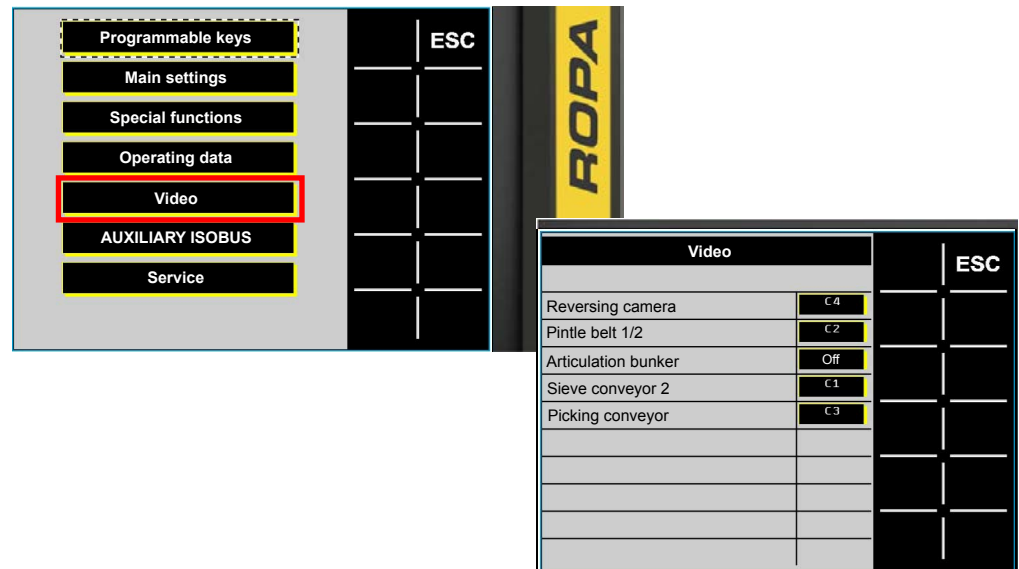 Programmable keys
ESC
Main settings
Special functions
Operating data
Video
AUXILIARY ISOBUS
Service
ROPA
Video
ESC
Reversing camera C4
Pintle belt 1/2 C2
Articulation bunker Off
Sieve conveyor 2 C1
Picking conveyor C3